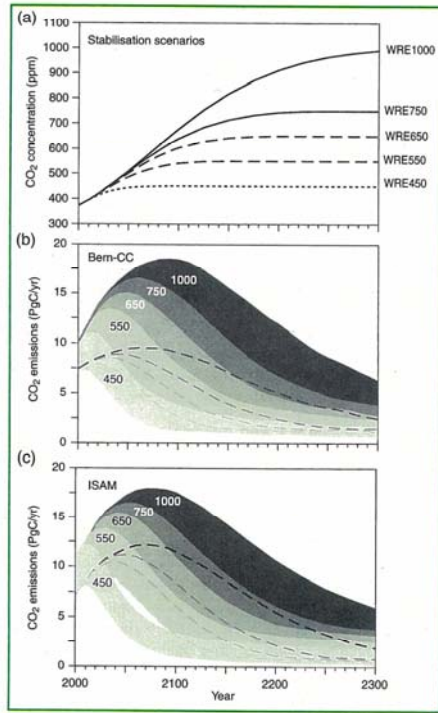 (a)
Stabilisation scenarios
CO2 concentration (ppm)
1100
1000
900
800
700
600
500
400
300
WRE1000
WRE750
WRE650
WRE550
WRE450
(b)
Bern-CC
CO2 emissions (PgC/yr)
20
15
10
5
0
1000
750
650
550
450
(c)
ISAM
CO2 emissions (PgC/yr)
20
15
10
5
0
1000
750
650
550
450
2000 2100 2200 2300
Year